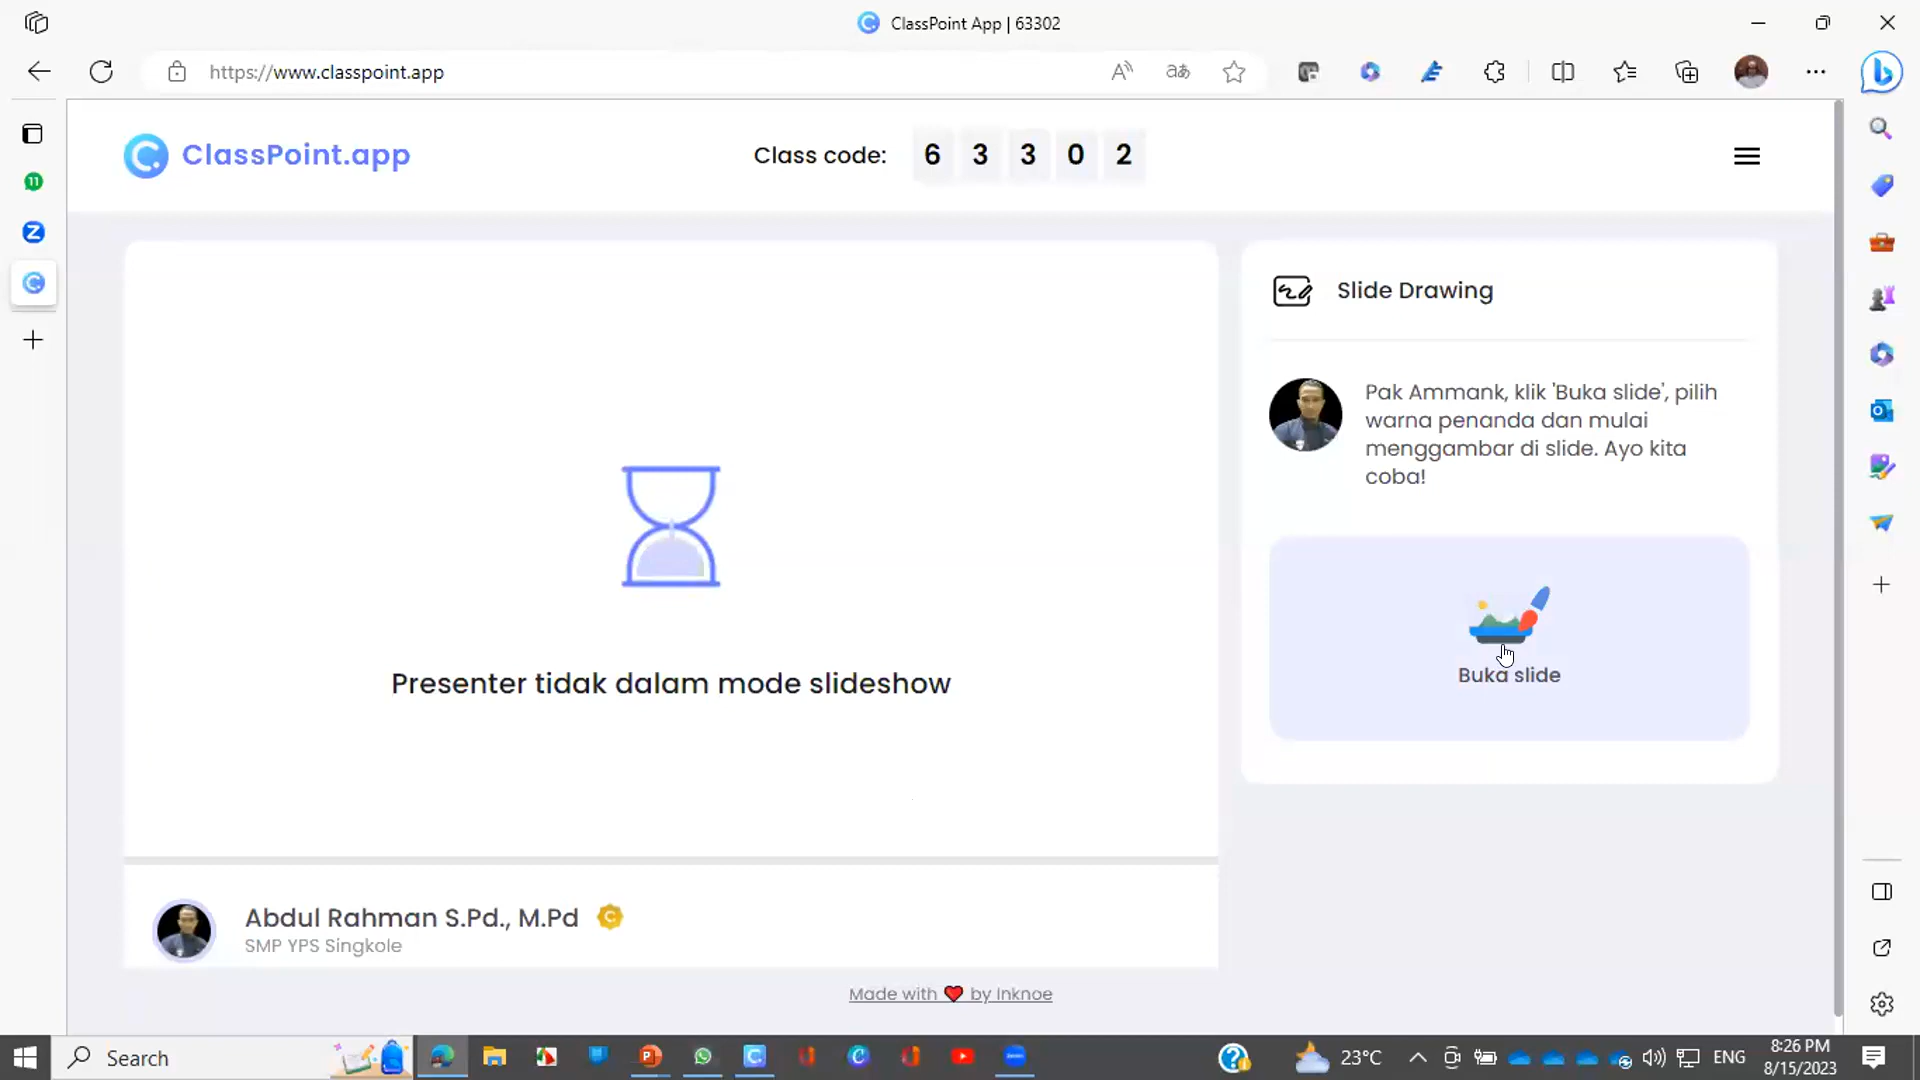 ClassPoint App | 63302
https://www.classpoint.app
ClassPoint.app
Class code: 6 3 3 0 2
Slide Drawing
Pak Ammank, klik 'Buka slide', pilih
warna penanda dan mulai
menggambar di slide. Ayo kita
coba!
Buka slide
Presenter tidak dalam mode slideshow
Abdul Rahman S.Pd., M.Pd
SMP YPS Singkole
Made with ❤ by Inknoe
Search
23°C
ENG
8:26 PM
8/15/2023